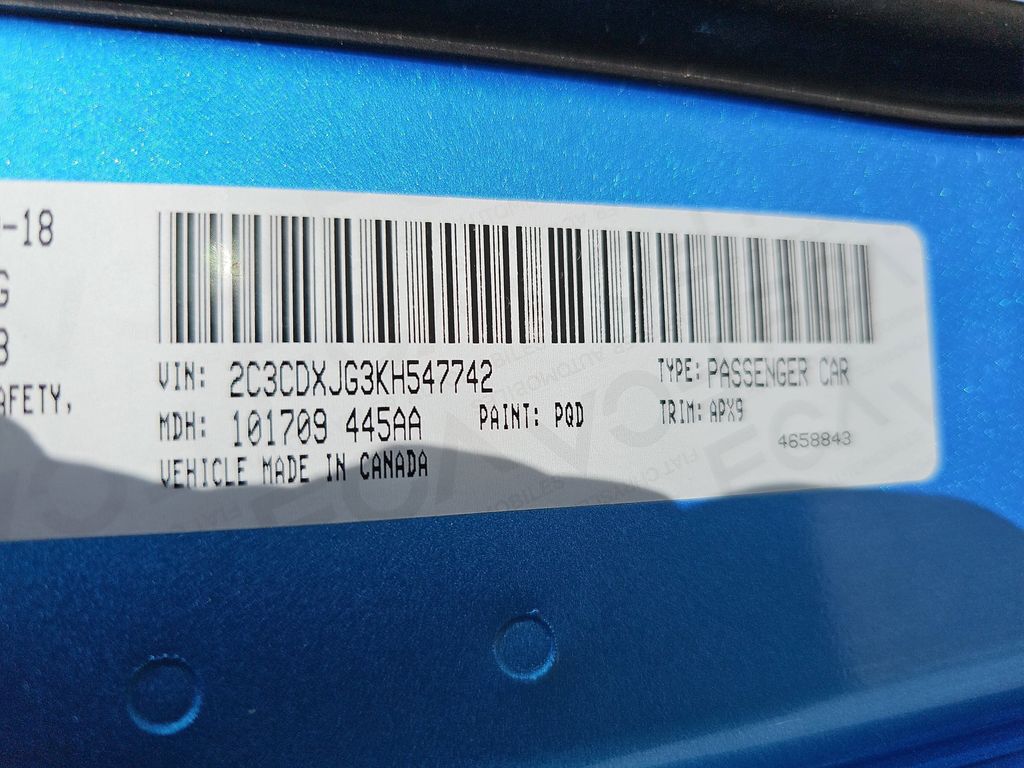 -18
G
AFETY,
VIN: 2C3CDXJG3KH547742 TYPE: PASSENGER CAR
MDH: 101709 445AA PAINT: PQD TRIM: APX9
4658843
VEHICLE MADE IN CANADA